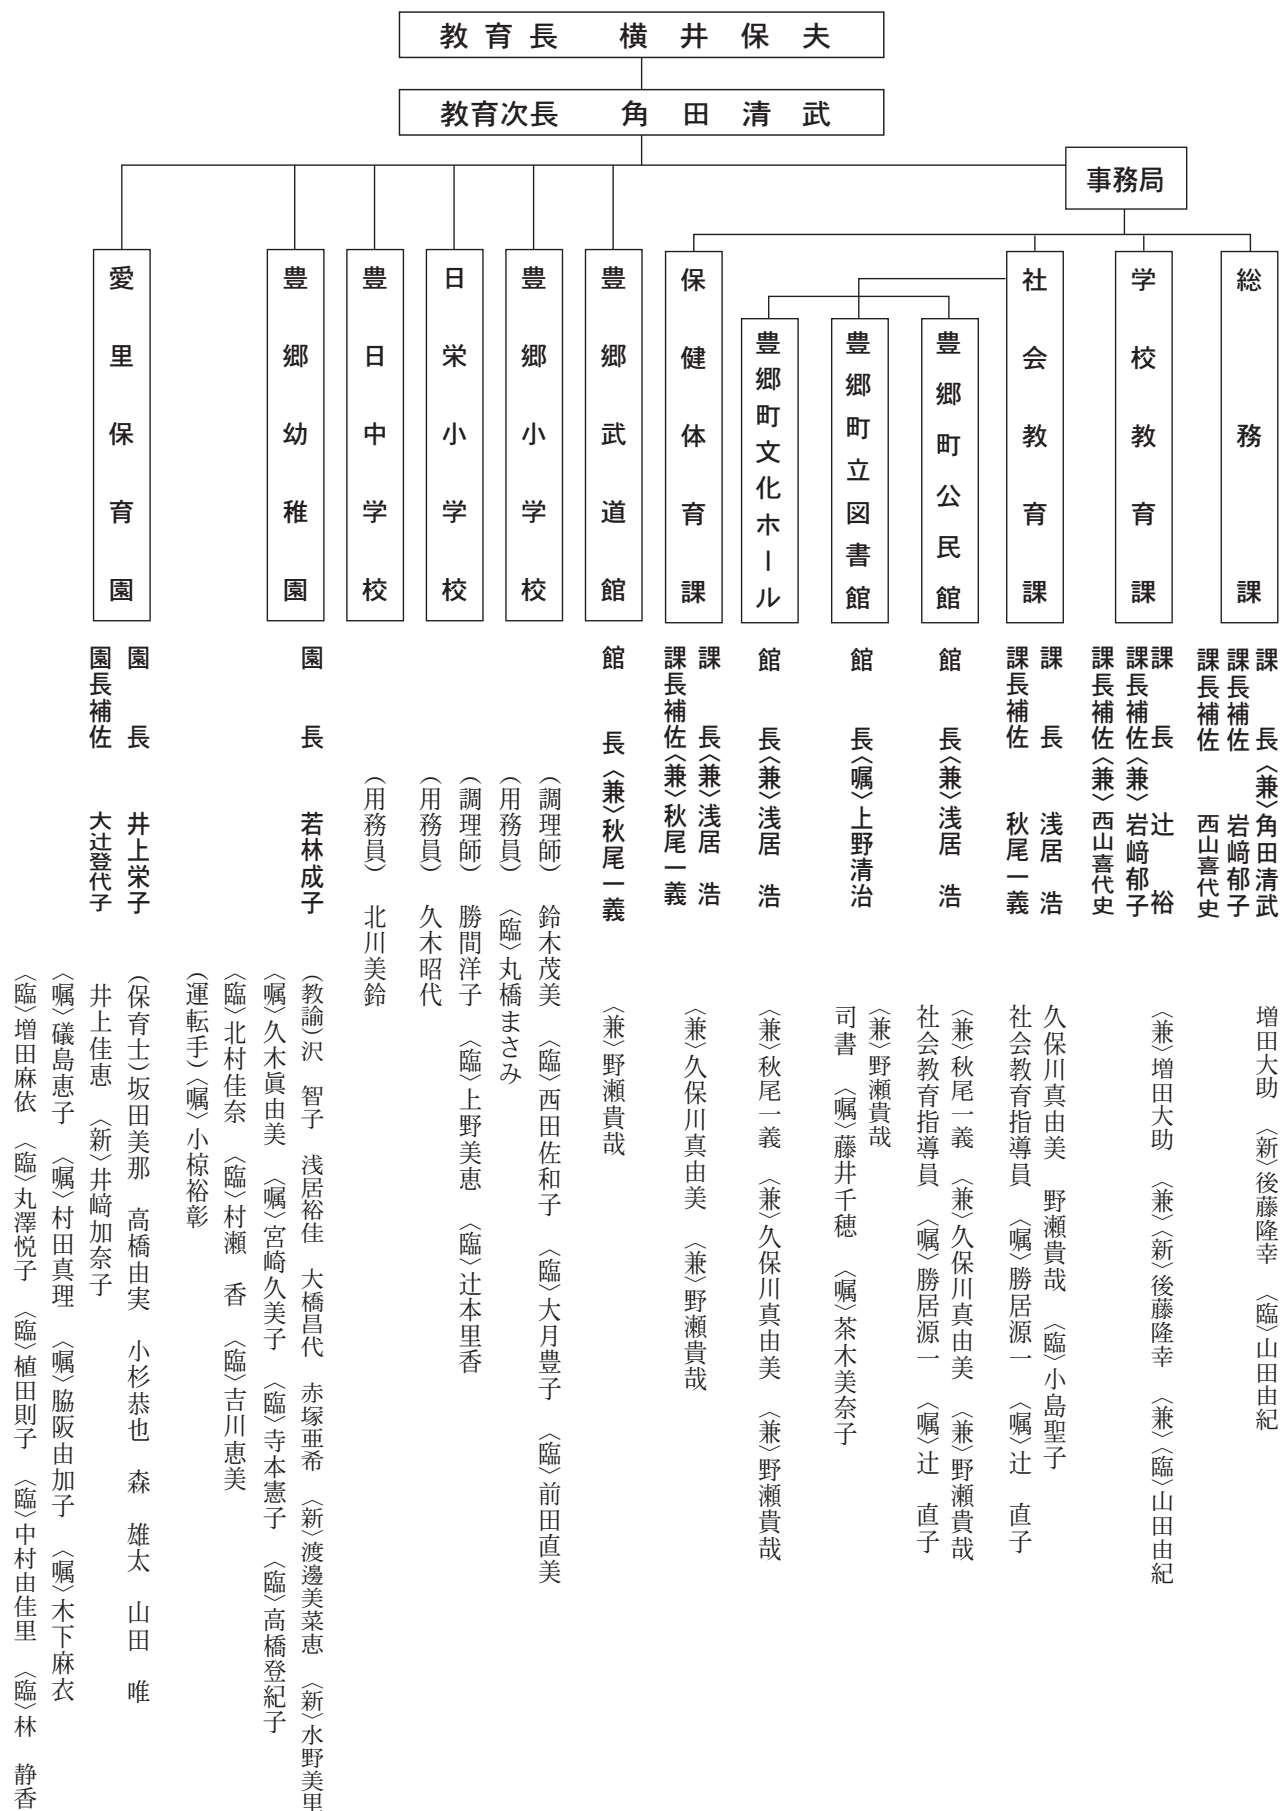 教育長　横井保夫
教育次長　角田清武
事務局
総務課
課長〈兼〉角田清武
課長補佐　岩﨑郁子
課長補佐　西山喜代史
増田大助　〈新〉後藤隆幸　〈臨〉山田由紀
学校教育課
課長　辻　裕
課長補佐〈兼〉岩﨑郁子
課長補佐〈兼〉西山喜代史
〈兼〉増田大助　〈兼〉〈新〉後藤隆幸　〈兼〉〈臨〉山田由紀
社会教育課
課長　浅居　浩
課長補佐　秋尾一義
久保川真由美　野瀬貴哉　〈臨〉小島聖子
社会教育指導員　〈嘱〉勝居源一　〈嘱〉辻　直子
豊郷町公民館
館長〈兼〉浅居　浩
〈兼〉秋尾一義　〈兼〉久保川真由美　〈兼〉野瀬貴哉
社会教育指導員　〈嘱〉勝居源一　〈嘱〉辻　直子
豊郷町立図書館
館長〈嘱〉上野清治
〈兼〉野瀬貴哉
司書　〈嘱〉藤井千穂　〈嘱〉茶木美奈子
豊郷町文化ホール
館長〈兼〉浅居　浩
〈兼〉秋尾一義　〈兼〉久保川真由美　〈兼〉野瀬貴哉
保健体育課
課長〈兼〉浅居　浩
課長補佐〈兼〉秋尾一義
〈兼〉久保川真由美　〈兼〉野瀬貴哉
豊郷武道館
館長〈兼〉秋尾一義
〈兼〉野瀬貴哉
豊郷小学校
(調理師)　鈴木茂美　〈臨〉西田佐和子　〈臨〉大月豊子　〈臨〉前田直美
(用務員)　〈臨〉丸橋まさみ
日栄小学校
(調理師)　勝間洋子　〈臨〉上野美恵　〈臨〉辻本里香
(用務員)　久木昭代
豊日中学校
(用務員)　北川美鈴
豊郷幼稚園
園長　若林成子
(教諭)沢　智子　浅居裕佳　大橋昌代　赤塚亜希　〈新〉渡邊美菜恵　〈新〉水野美里
〈嘱〉久木眞由美　〈嘱〉宮崎久美子　〈臨〉寺本憲子　〈臨〉高橋登紀子
〈臨〉北村佳奈　〈臨〉村瀬　香　〈臨〉吉川恵美
(運転手)〈嘱〉小椋裕彰
愛里保育園
園長　井上栄子
園長補佐　大辻登代子
(保育士)坂田美那　高橋由実　小杉恭也　森　雄太　山田　唯
井上佳恵　〈新〉井﨑加奈子
〈嘱〉礒島恵子　〈嘱〉村田真理　〈嘱〉脇阪由加子　〈嘱〉木下麻衣
〈臨〉増田麻依　〈臨〉丸澤悦子　〈臨〉植田則子　〈臨〉中村由佳里　〈臨〉林　静香